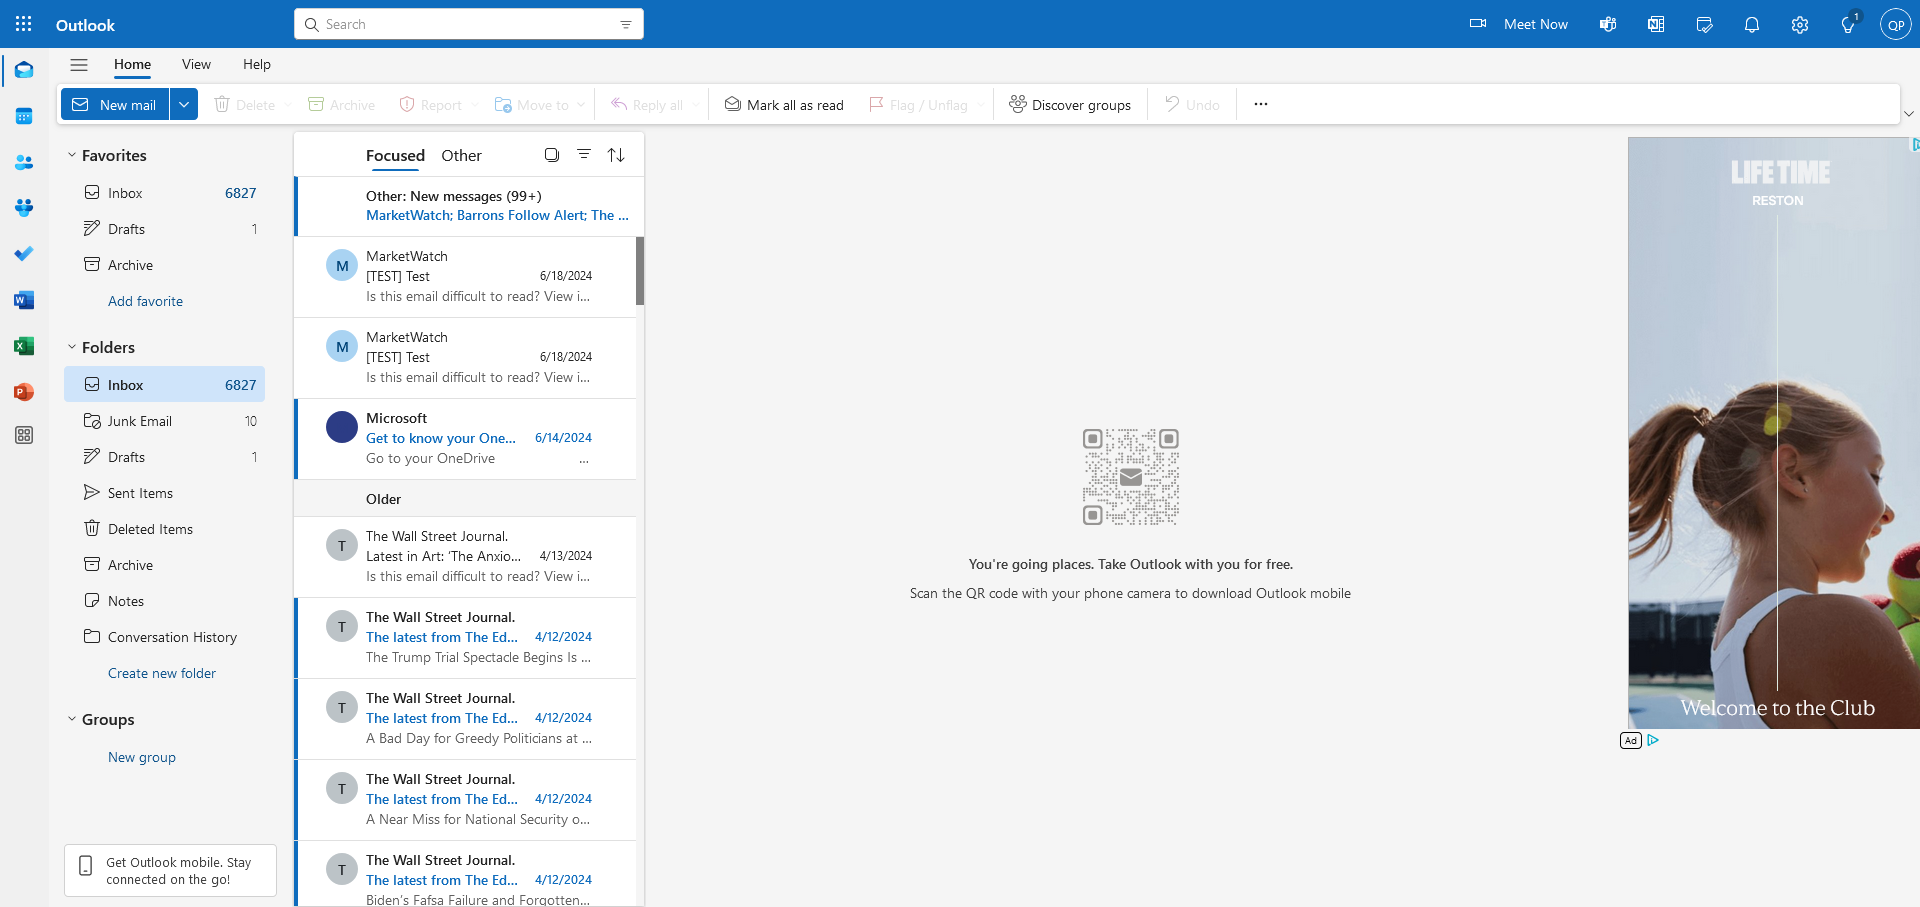 Outlook
Search
Meet Now
1
QP
Home
View
Help
New mail
Delete
Archive
Report
Move to
Reply all
Mark all as read
Flag / Unflag
Discover groups
Undo
Favorites
Inbox 6827
Drafts 1
Archive
Add favorite
Folders
Inbox 6827
Junk Email 10
Drafts 1
Sent Items
Deleted Items
Archive
Notes
Conversation History
Create new folder
Groups
New group
Get Outlook mobile. Stay
connected on the go!
Focused Other
Other: New messages (99+)
MarketWatch; Barrons Follow Alert; The ...
M
MarketWatch
[TEST] Test 6/18/2024
Is this email difficult to read? View i...
M
MarketWatch
[TEST] Test 6/18/2024
Is this email difficult to read? View i...
Microsoft
Get to know your One... 6/14/2024
Go to your OneDrive ...
Older
T
The Wall Street Journal.
Latest in Art: ‘The Anxio... 4/13/2024
Is this email difficult to read? View i...
T
The Wall Street Journal.
The latest from The Ed... 4/12/2024
The Trump Trial Spectacle Begins Is ...
T
The Wall Street Journal.
The latest from The Ed... 4/12/2024
A Bad Day for Greedy Politicians at ...
T
The Wall Street Journal.
The latest from The Ed... 4/12/2024
A Near Miss for National Security o...
T
The Wall Street Journal.
The latest from The Ed... 4/12/2024
Biden’s Fafsa Failure and Forgotten...
You're going places. Take Outlook with you for free.
Scan the QR code with your phone camera to download Outlook mobile
LIFE TIME
RESTON
Welcome to the Club
Ad